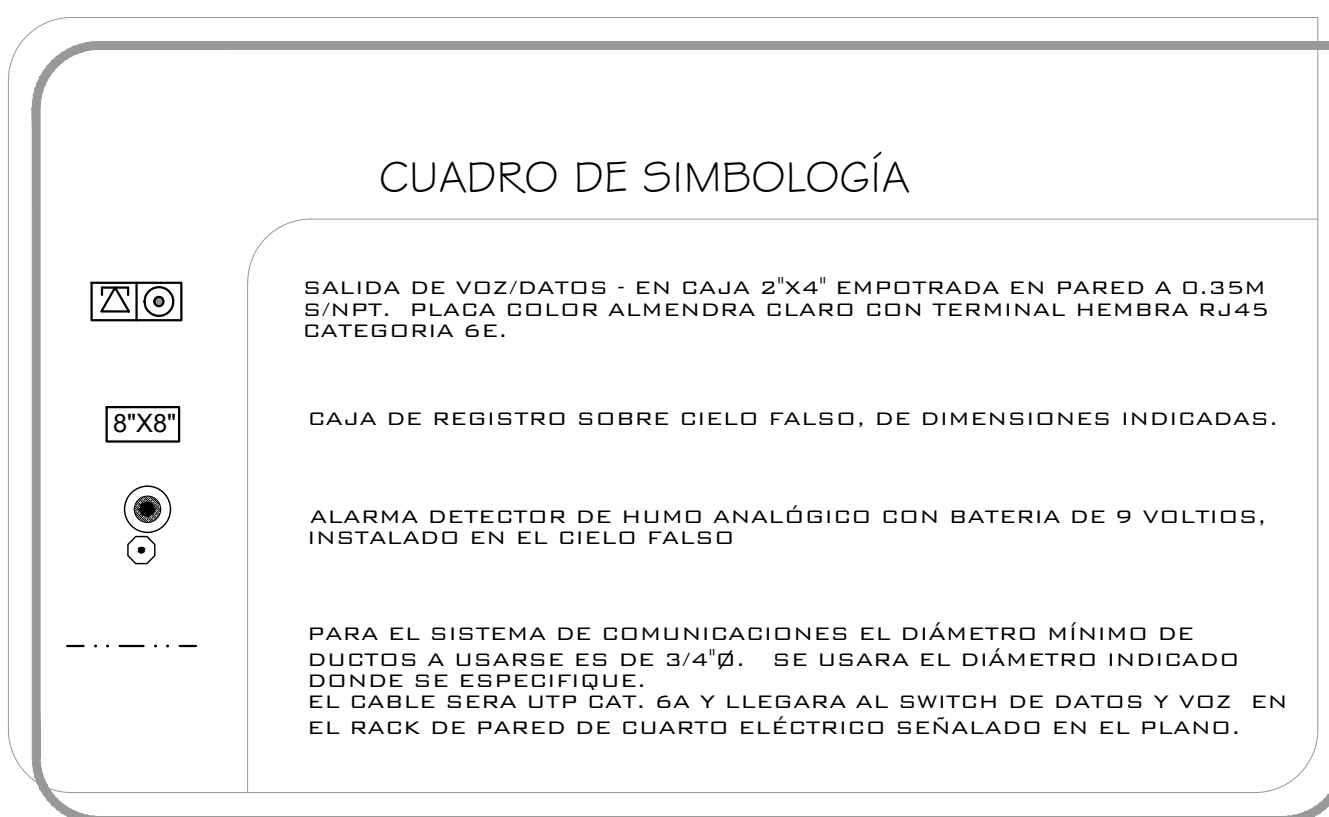 CUADRO DE SIMBOLOGÍA
SALIDA DE VOZ/DATOS - EN CAJA 2"X4" EMPOTRADA EN PARED A 0.35M
S/NPT. PLACA COLOR ALMENDRA CLARO CON TERMINAL HEMBRA RJ45
CATEGORIA 6E.
8"X8"
CAJA DE REGISTRO SOBRE CIELO FALSO, DE DIMENSIONES INDICADAS.
ALARMA DETECTOR DE HUMO ANALÓGICO CON BATERIA DE 9 VOLTIOS,
INSTALADO EN EL CIELO FALSO
PARA EL SISTEMA DE COMUNICACIONES EL DIÁMETRO MÍNIMO DE
DUCTOS A USARSE ES DE 3/4"Ø. SE USARA EL DIÁMETRO INDICADO
DONDE SE ESPECIFIQUE.
EL CABLE SERA UTP CAT. 6A Y LLEGARA AL SWITCH DE DATOS Y VOZ EN
EL RACK DE PARED DE CUARTO ELÉCTRICO SEÑALADO EN EL PLANO.